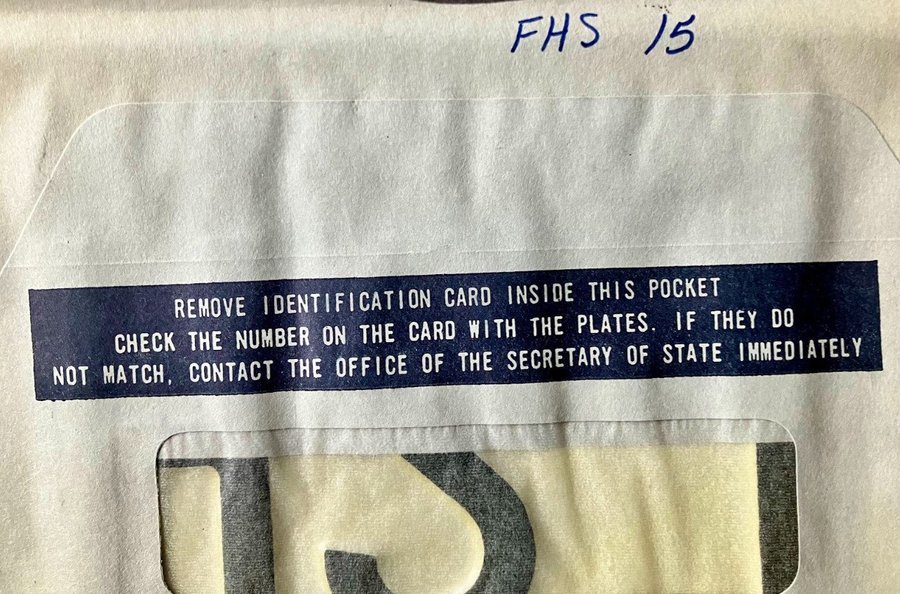 FHS 15
REMOVE IDENTIFICATION CARD INSIDE THIS POCKET
CHECK THE NUMBER ON THE CARD WITH THE PLATES. IF THEY DO
NOT MATCH, CONTACT THE OFFICE OF THE SECRETARY OF STATE IMMEDIATELY